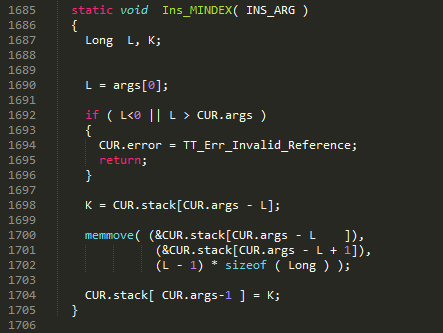 1685 static void Ins_MINDEX( INS_ARG )
1686 {
1687 Long L, K;
1688
1689
1690 L = args[0];
1691
1692 if ( L<0 || L > CUR.args )
1693 {
1694 CUR.error = TT_Err_Invalid_Reference;
1695 return;
1696 }
1697
1698 K = CUR.stack[CUR.args - L];
1699
1700 memmove( (&CUR.stack[CUR.args - L    ]),
1701 (&CUR.stack[CUR.args - L + 1]),
1702 (L - 1) * sizeof ( Long ) );
1703
1704 CUR.stack[ CUR.args-1 ] = K;
1705 }
1706